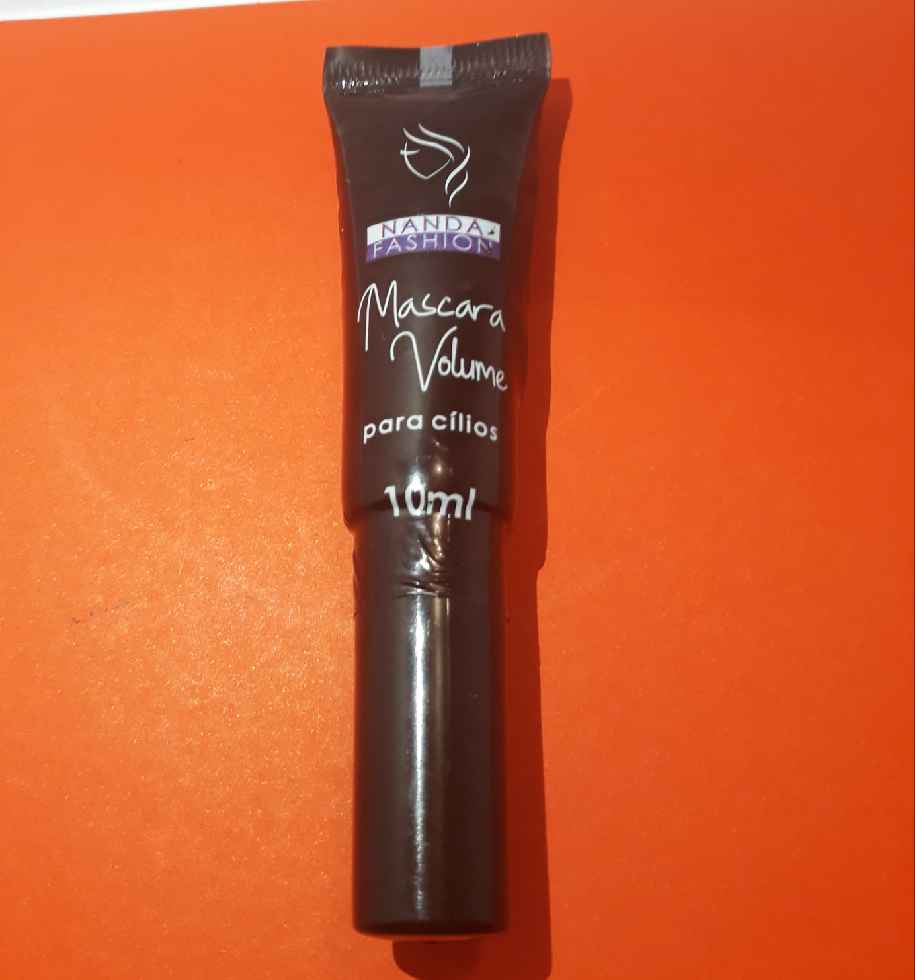 NANDA
FASHION
Mascara
Volume
para cílios
10ml